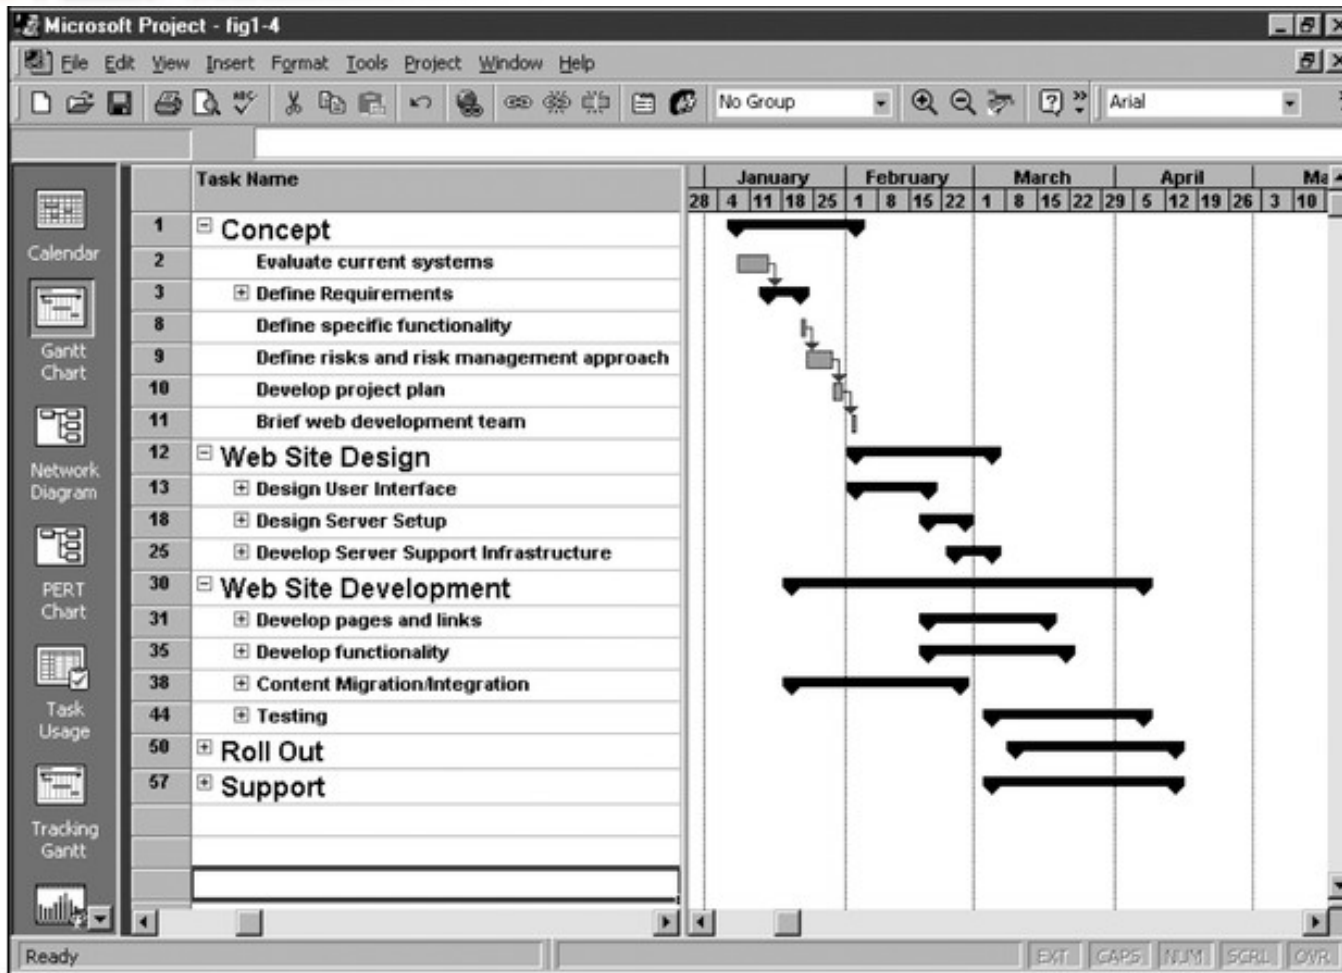 Microsoft Project - fig1-4
File Edit View Insert Format Tools Project Window Help
No Group Arial
Task Name
January February March April Ma
28 4 11 18 25 1 8 15 22 1 8 15 22 29 5 12 19 26 3 10
1 Concept
2 Evaluate current systems
3 Define Requirements
8 Define specific functionality
9 Define risks and risk management approach
10 Develop project plan
11 Brief web development team
12 Web Site Design
13 Design User Interface
18 Design Server Setup
25 Develop Server Support Infrastructure
30 Web Site Development
31 Develop pages and links
35 Develop functionality
38 Content Migration/Integration
44 Testing
50 Roll Out
57 Support
Calendar
Gantt
Chart
Network
Diagram
PERT
Chart
Task
Usage
Tracking
Gantt
Ready
EXT CAPS NUM SCRL OVR